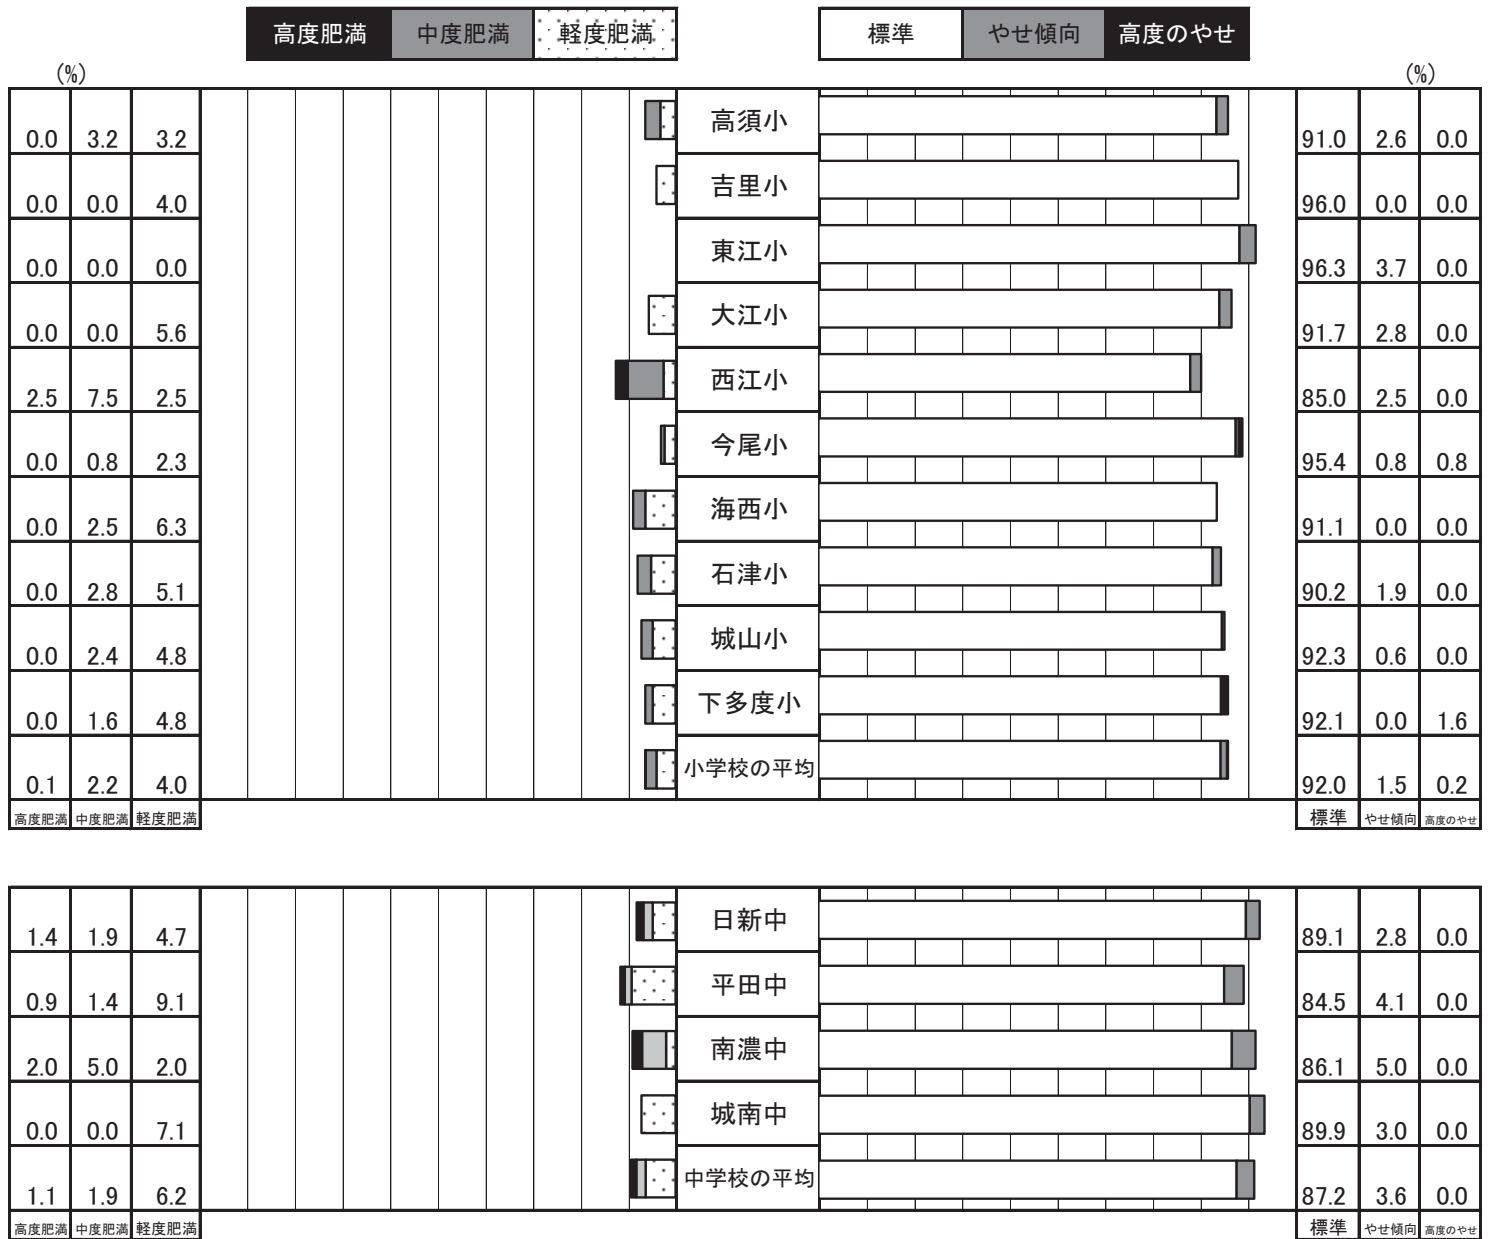 高度肥満 中度肥満 軽度肥満 標準 やせ傾向 高度のやせ
(%) (%)
0.0 3.2 3.2 高須小 91.0 2.6 0.0
0.0 0.0 4.0 吉里小 96.0 0.0 0.0
0.0 0.0 0.0 東江小 96.3 3.7 0.0
0.0 0.0 5.6 大江小 91.7 2.8 0.0
2.5 7.5 2.5 西江小 85.0 2.5 0.0
0.0 0.8 2.3 今尾小 95.4 0.8 0.8
0.0 2.5 6.3 海西小 91.1 0.0 0.0
0.0 2.8 5.1 石津小 90.2 1.9 0.0
0.0 2.4 4.8 城山小 92.3 0.6 0.0
0.0 1.6 4.8 下多度小 92.1 0.0 1.6
0.1 2.2 4.0 小学校の平均 92.0 1.5 0.2
高度肥満 中度肥満 軽度肥満 標準 やせ傾向 高度のやせ
1.4 1.9 4.7 日新中 89.1 2.8 0.0
0.9 1.4 9.1 平田中 84.5 4.1 0.0
2.0 5.0 2.0 南濃中 86.1 5.0 0.0
0.0 0.0 7.1 城南中 89.9 3.0 0.0
1.1 1.9 6.2 中学校の平均 87.2 3.6 0.0
高度肥満 中度肥満 軽度肥満 標準 やせ傾向 高度のやせ